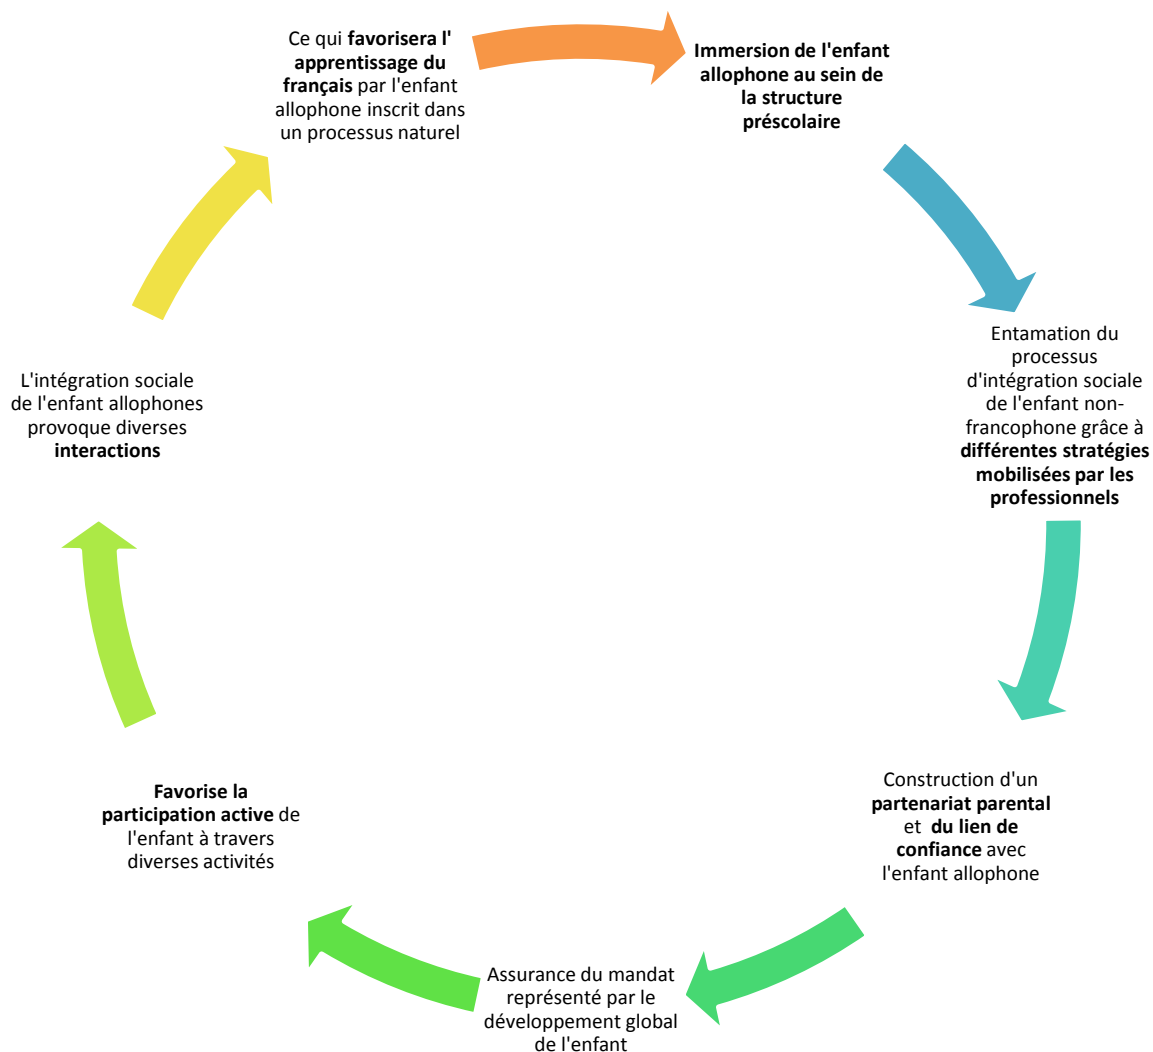 Ce qui favorisera l'
apprentissage du
français par l'enfant
allophone inscrit dans
un processus naturel
Immersion de l'enfant
allophone au sein de
la structure
préscolaire
Entamation du
processus
d'intégration sociale
de l'enfant non-
francophone grâce à
différentes stratégies
mobilisées par les
professionnels
Construction d'un
partenariat parental
et du lien de
confiance avec
l'enfant allophone
Assurance du mandat
représenté par le
développement global
de l'enfant
Favorise la
participation active de
l'enfant à travers
diverses activités
L'intégration sociale
de l'enfant allophones
provoque diverses
interactions